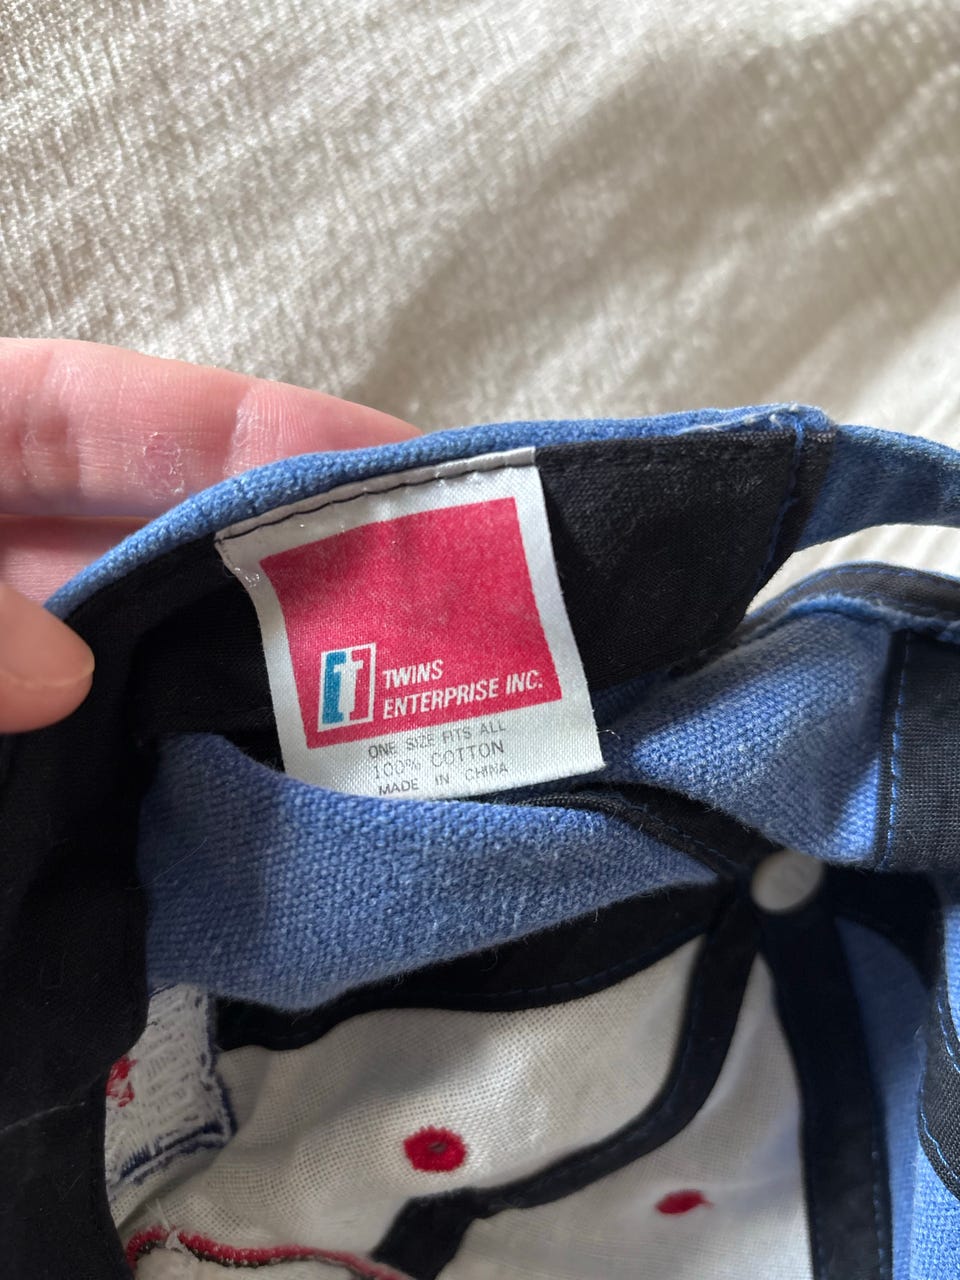 TWINS
ENTERPRISE INC.
ONE SIZE FITS ALL
100% COTTON
MADE IN CHINA